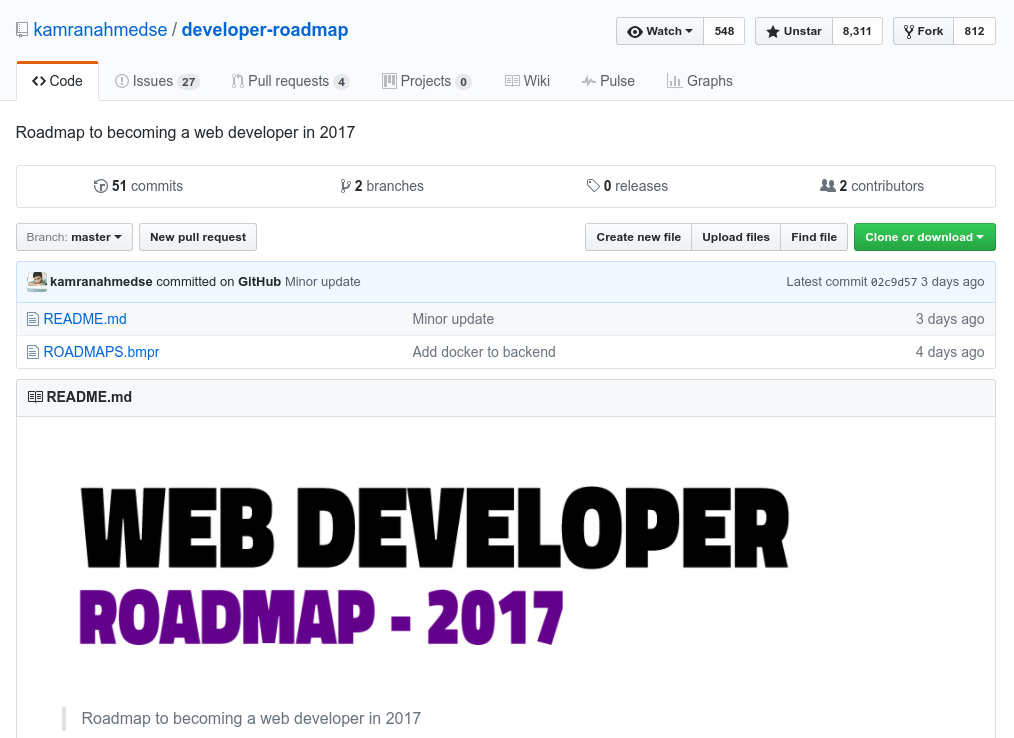 kamranahmedse / developer-roadmap
Watch 548 Unstar 8,311 Fork 812
Code Issues 27 Pull requests 4 Projects 0 Wiki Pulse Graphs
Roadmap to becoming a web developer in 2017
51 commits 2 branches 0 releases 2 contributors
Branch: master New pull request Create new file Upload files Find file Clone or download
kamranahmedse committed on GitHub Minor update Latest commit 02c9d57 3 days ago
README.md Minor update 3 days ago
ROADMAPS.bmpr Add docker to backend 4 days ago
README.md
WEB DEVELOPER
ROADMAP - 2017
Roadmap to becoming a web developer in 2017